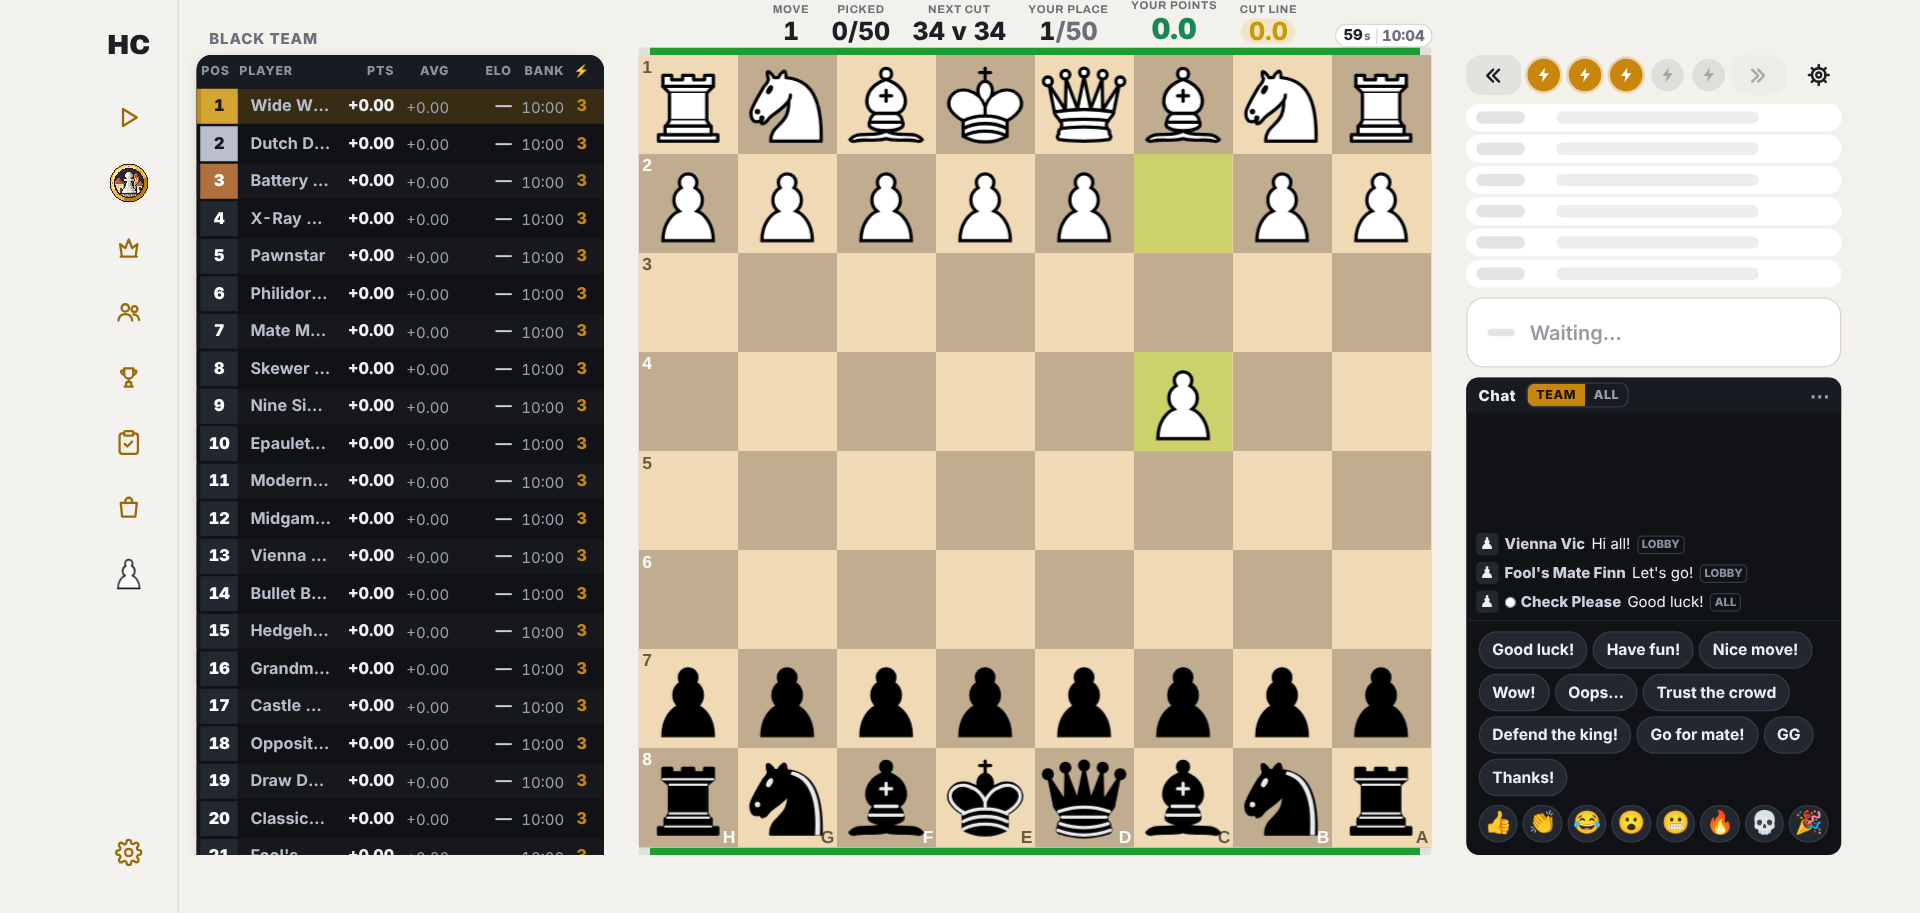 HC
BLACK TEAM
POS PLAYER PTS AVG ELO BANK
1 Wide W... +0.00 +0.00 — 10:00 3
2 Dutch D... +0.00 +0.00 — 10:00 3
3 Battery ... +0.00 +0.00 — 10:00 3
4 X-Ray ... +0.00 +0.00 — 10:00 3
5 Pawnstar +0.00 +0.00 — 10:00 3
6 Philidor... +0.00 +0.00 — 10:00 3
7 Mate M... +0.00 +0.00 — 10:00 3
8 Skewer ... +0.00 +0.00 — 10:00 3
9 Nine Si... +0.00 +0.00 — 10:00 3
10 Epaulet... +0.00 +0.00 — 10:00 3
11 Modern... +0.00 +0.00 — 10:00 3
12 Midgam... +0.00 +0.00 — 10:00 3
13 Vienna ... +0.00 +0.00 — 10:00 3
14 Bullet B... +0.00 +0.00 — 10:00 3
15 Hedgeh... +0.00 +0.00 — 10:00 3
16 Grandm... +0.00 +0.00 — 10:00 3
17 Castle ... +0.00 +0.00 — 10:00 3
18 Opposit... +0.00 +0.00 — 10:00 3
19 Draw D... +0.00 +0.00 — 10:00 3
20 Classic... +0.00 +0.00 — 10:00 3
MOVE PICKED NEXT CUT YOUR PLACE YOUR POINTS CUT LINE
1 0/50 34 v 34 1/50 0.0 0.0
59s 10:04
1
2
3
4
5
6
7
8
H G F E D C B A
Waiting...
Chat TEAM ALL ...
Vienna Vic Hi all! LOBBY
Fool's Mate Finn Let's go! LOBBY
Check Please Good luck! ALL
Good luck! Have fun! Nice move!
Wow! Oops... Trust the crowd
Defend the king! Go for mate! GG
Thanks!